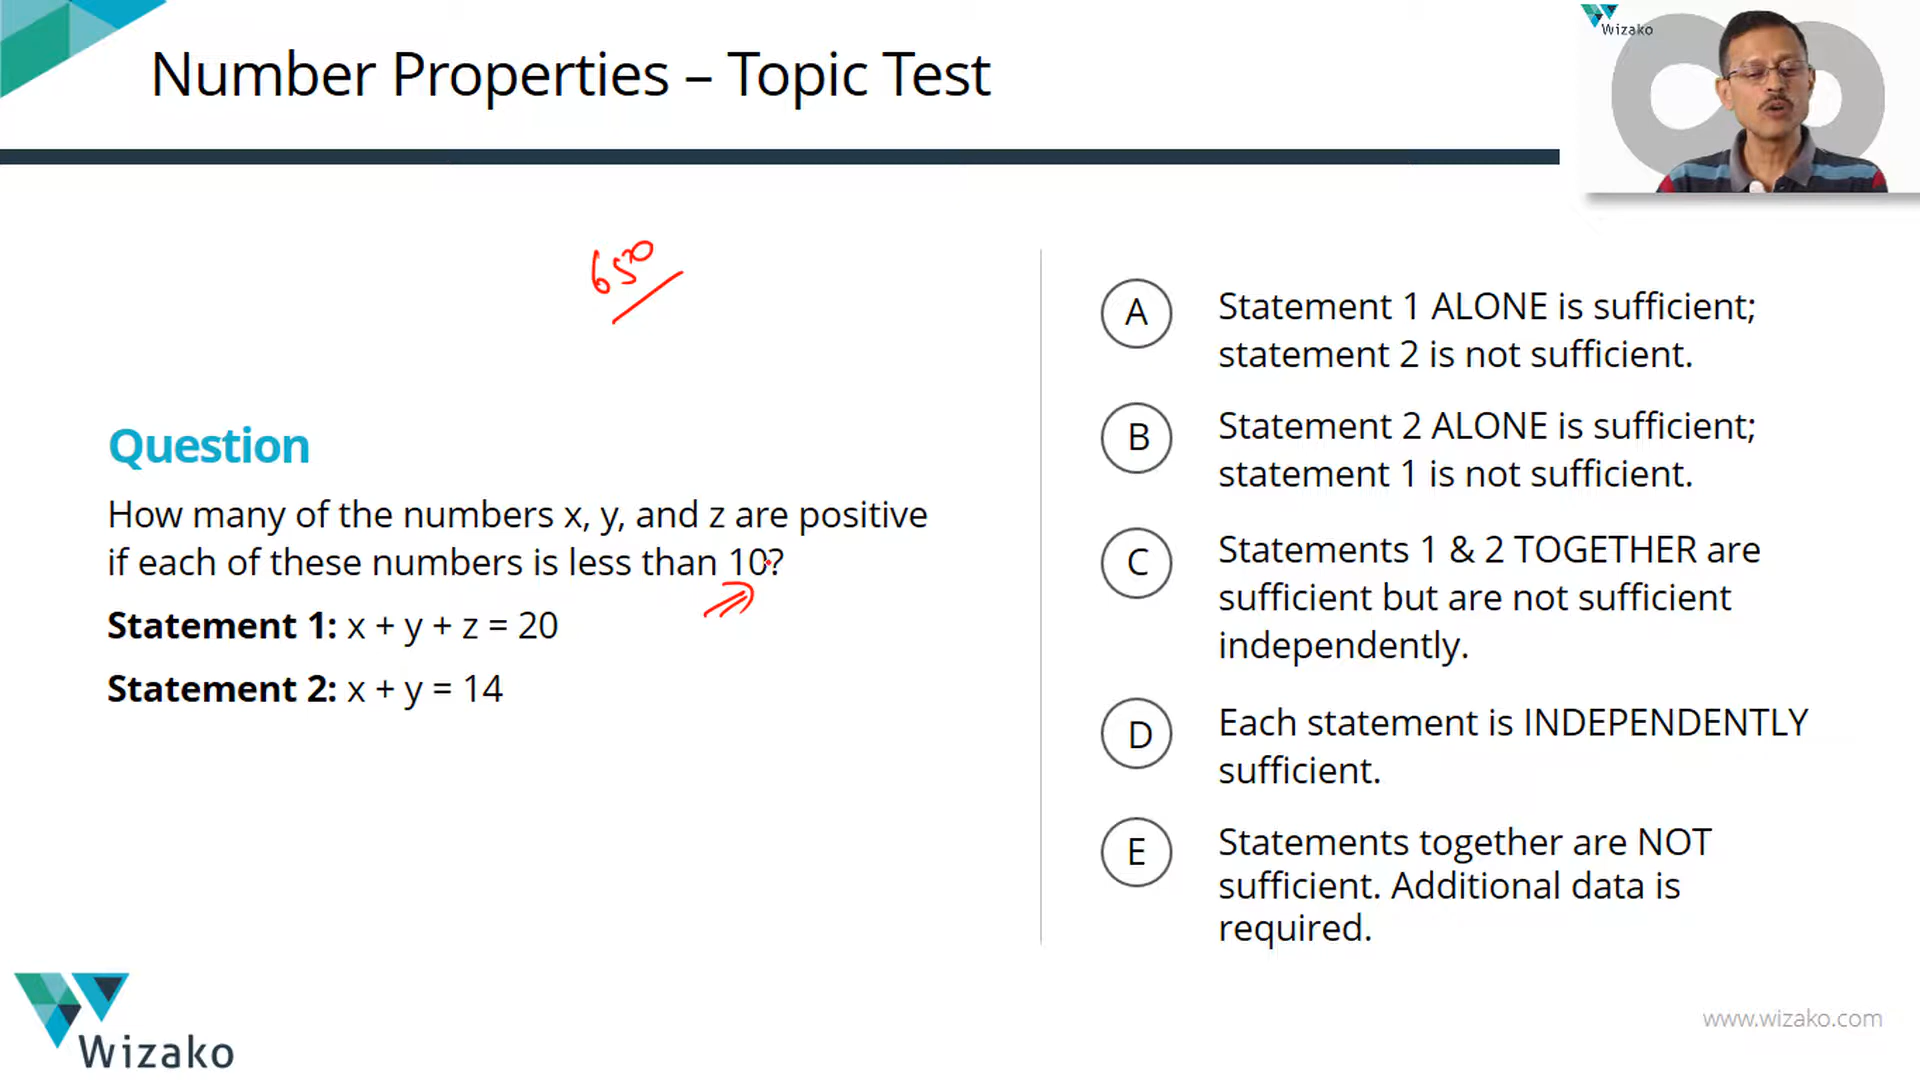 Number Properties – Topic Test
Wizako
650
Question
How many of the numbers x, y, and z are positive
if each of these numbers is less than 10?
Statement 1: x + y + z = 20
Statement 2: x + y = 14
A
Statement 1 ALONE is sufficient;
statement 2 is not sufficient.
B
Statement 2 ALONE is sufficient;
statement 1 is not sufficient.
C
Statements 1 & 2 TOGETHER are
sufficient but are not sufficient
independently.
D
Each statement is INDEPENDENTLY
sufficient.
E
Statements together are NOT
sufficient. Additional data is
required.
Wizako
www.wizako.com